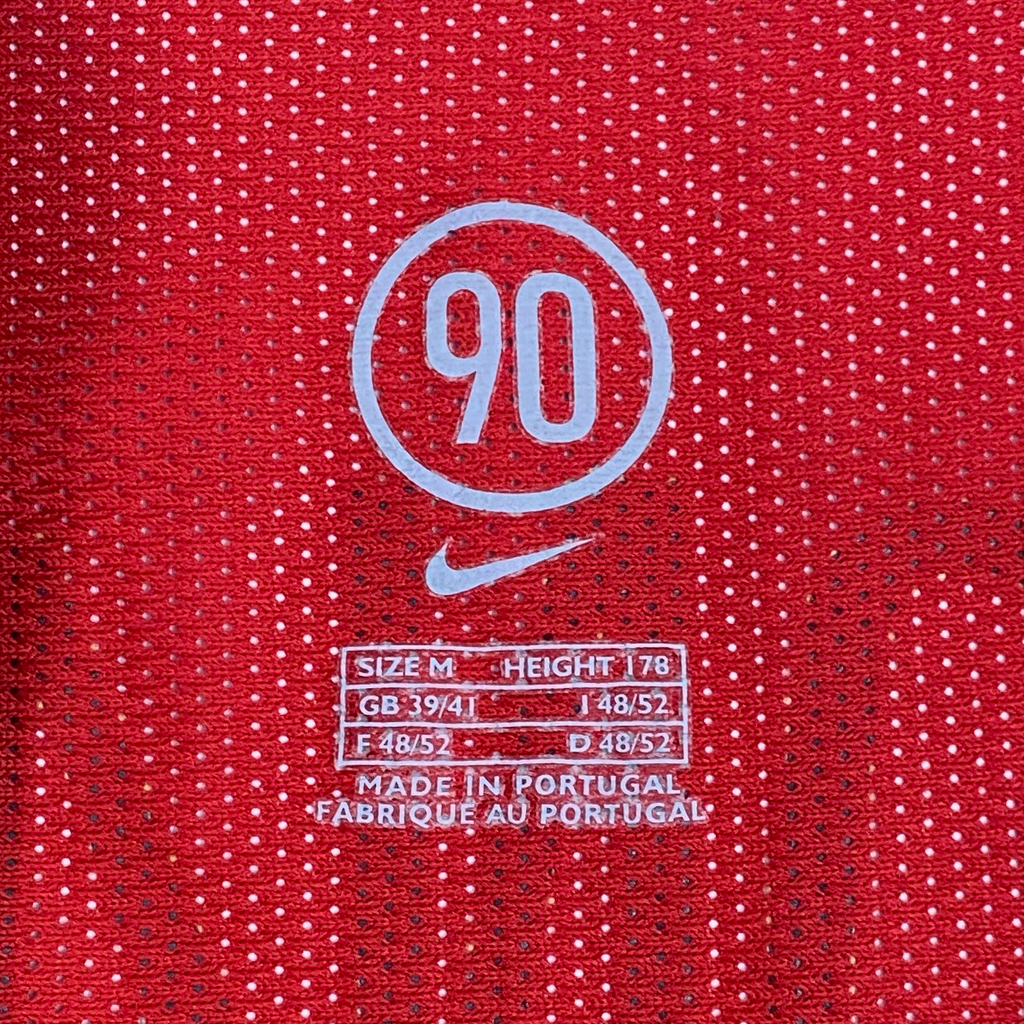 90
SIZE M HEIGHT 178
GB 39/41 I 48/52
F 48/52 D 48/52
MADE IN PORTUGAL
FABRIQUE AU PORTUGAL